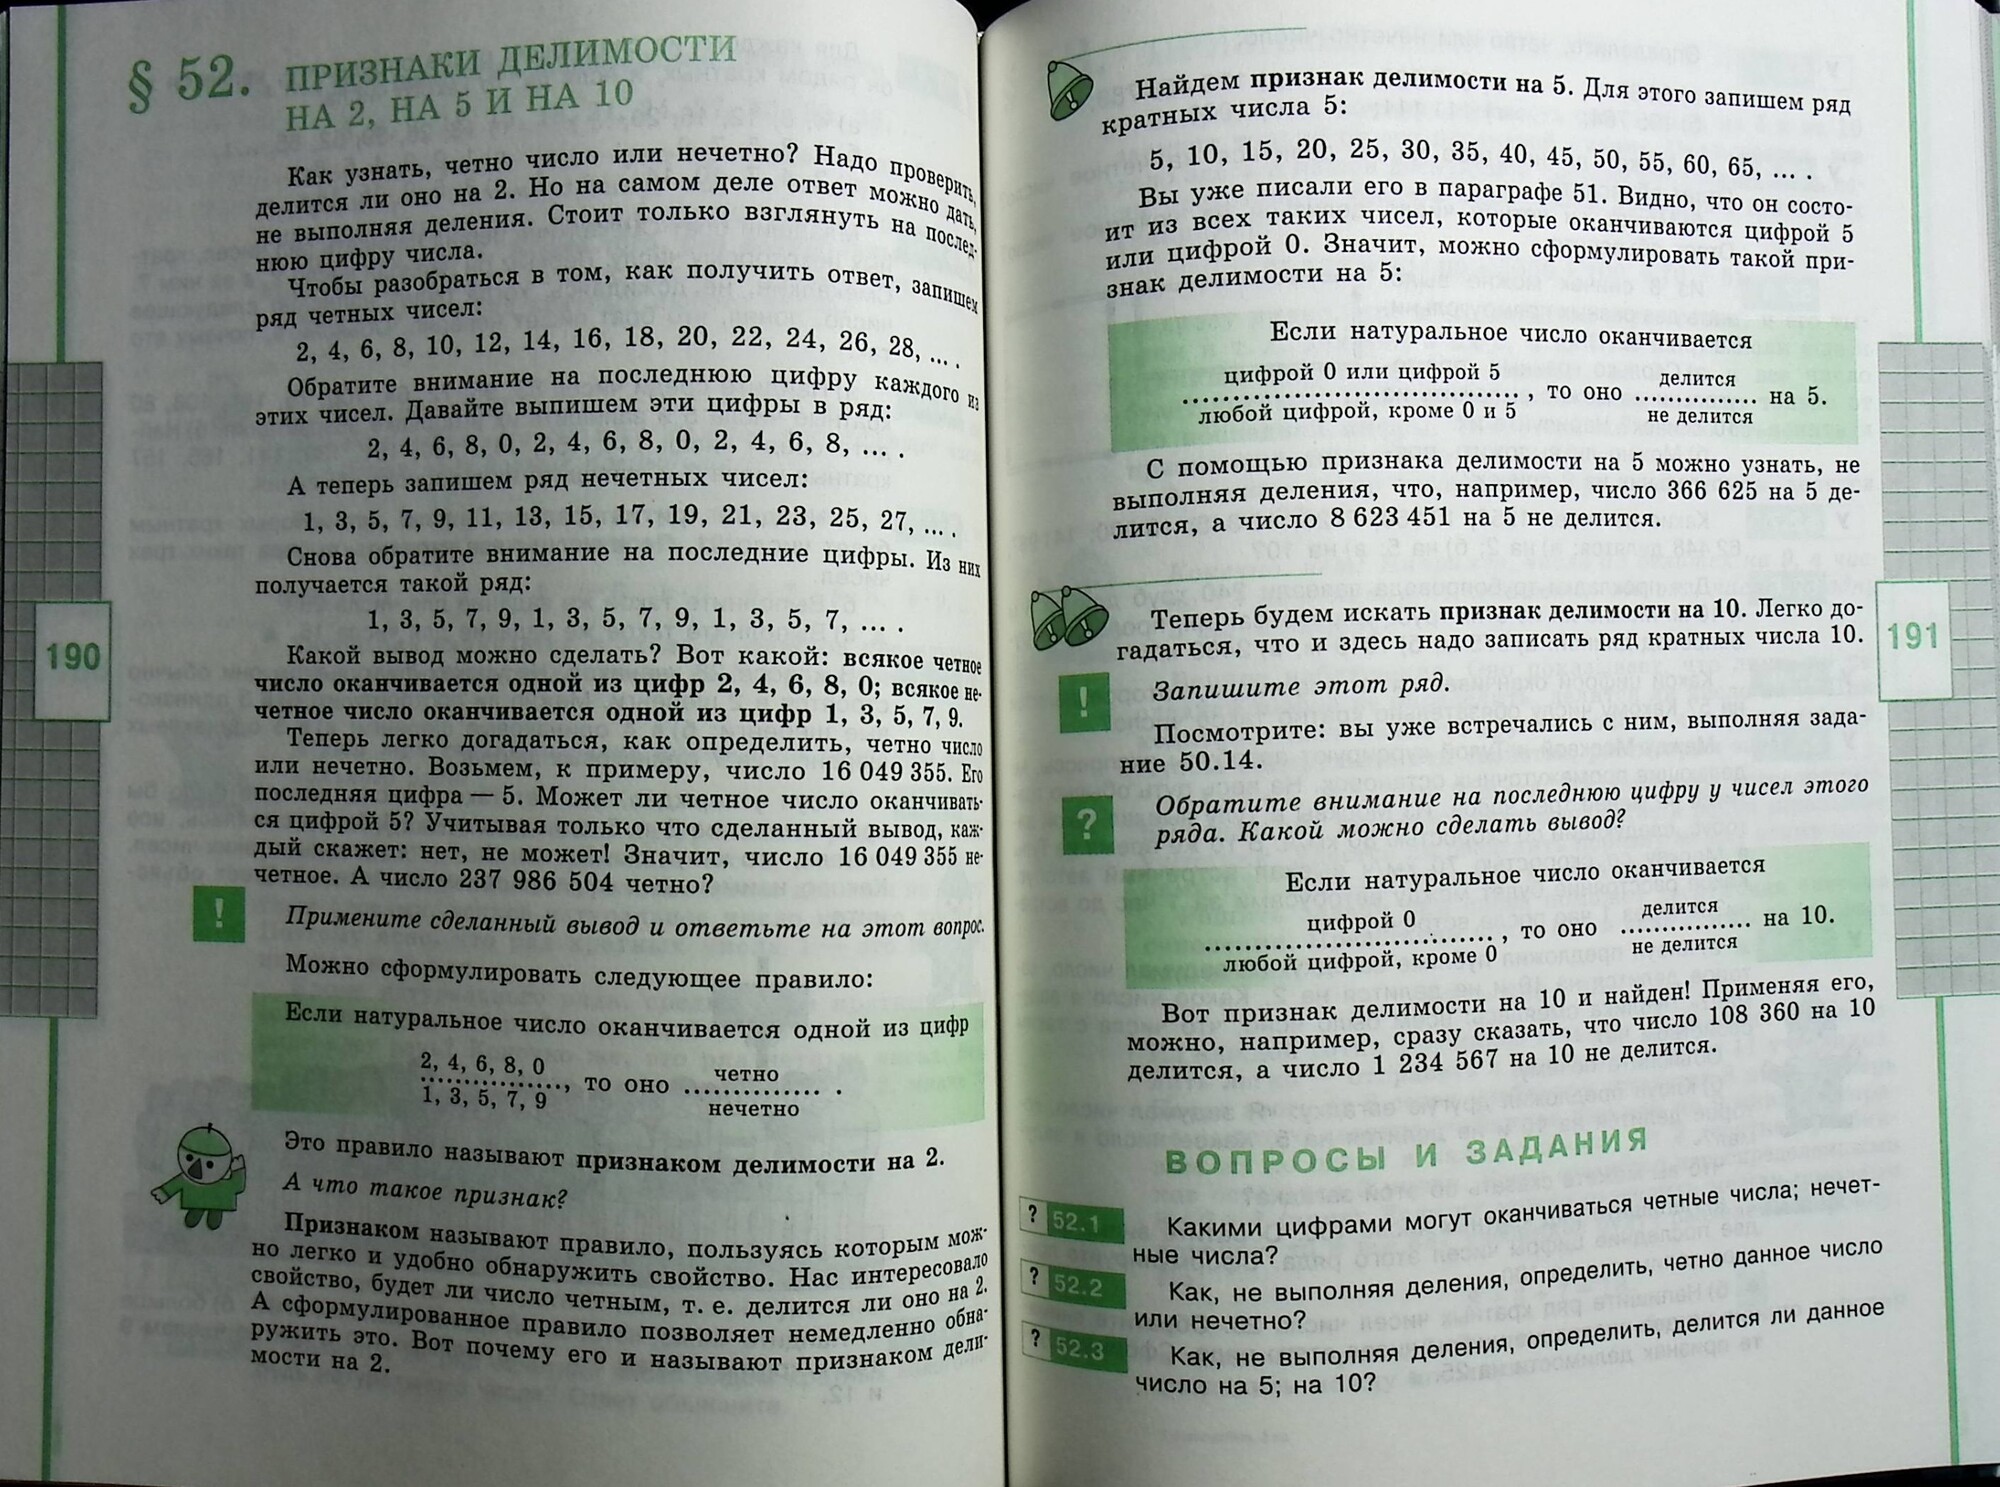 § 52. ПРИЗНАКИ ДЕЛИМОСТИ
НА 2, НА 5 И НА 10
Как узнать, четно число или нечетно? Надо проверить,
делится ли оно на 2. Но на самом деле ответ можно дать,
не выполняя деления. Стоит только взглянуть на послед-
нюю цифру числа.
Чтобы разобраться в том, как получить ответ, запишем
ряд четных чисел:
2, 4, 6, 8, 10, 12, 14, 16, 18, 20, 22, 24, 26, 28, ... .
Обратите внимание на последнюю цифру каждого из
этих чисел. Давайте выпишем эти цифры в ряд:
2, 4, 6, 8, 0, 2, 4, 6, 8, 0, 2, 4, 6, 8, ... .
А теперь запишем ряд нечетных чисел:
1, 3, 5, 7, 9, 11, 13, 15, 17, 19, 21, 23, 25, 27, ... .
Снова обратите внимание на последние цифры. Из них
получается такой ряд:
1, 3, 5, 7, 9, 1, 3, 5, 7, 9, 1, 3, 5, 7, ... .
190
Какой вывод можно сделать? Вот какой: всякое четное
число оканчивается одной из цифр 2, 4, 6, 8, 0; всякое не-
четное число оканчивается одной из цифр 1, 3, 5, 7, 9.
Теперь легко догадаться, как определить, четно число
или нечетно. Возьмем, к примеру, число 16 049 355. Его
последняя цифра — 5. Может ли четное число оканчивать-
ся цифрой 5? Учитывая только что сделанный вывод, каж-
дый скажет: нет, не может! Значит, число 16 049 355 не-
четное. А число 237 986 504 четно?
! Примените сделанный вывод и ответьте на этот вопрос.
Можно сформулировать следующее правило:
Если натуральное число оканчивается одной из цифр
2, 4, 6, 8, 0 четно
, то оно .
1, 3, 5, 7, 9 нечетно
Это правило называют признаком делимости на 2.
А что такое признак?
Признаком называют правило, пользуясь которым мож-
но легко и удобно обнаружить свойство. Нас интересовало
свойство, будет ли число четным, т. е. делится ли оно на 2.
А сформулированное правило позволяет немедленно обна-
ружить это. Вот почему его и называют признаком дели-
мости на 2.
Найдем признак делимости на 5. Для этого запишем ряд
кратных числа 5:
5, 10, 15, 20, 25, 30, 35, 40, 45, 50, 55, 60, 65, ... .
Вы уже писали его в параграфе 51. Видно, что он состо-
ит из всех таких чисел, которые оканчиваются цифрой 5
или цифрой 0. Значит, можно сформулировать такой при-
знак делимости на 5:
Если натуральное число оканчивается
цифрой 0 или цифрой 5 делится
, то оно на 5.
любой цифрой, кроме 0 и 5 не делится
С помощью признака делимости на 5 можно узнать, не
выполняя деления, что, например, число 366 625 на 5 де-
лится, а число 8 623 451 на 5 не делится.
Теперь будем искать признак делимости на 10. Легко до-
гадаться, что и здесь надо записать ряд кратных числа 10.
191
! Запишите этот ряд.
Посмотрите: вы уже встречались с ним, выполняя зада-
ние 50.14.
? Обратите внимание на последнюю цифру у чисел этого
ряда. Какой можно сделать вывод?
Если натуральное число оканчивается
цифрой 0 делится
, то оно на 10.
любой цифрой, кроме 0 не делится
Вот признак делимости на 10 и найден! Применяя его,
можно, например, сразу сказать, что число 108 360 на 10
делится, а число 1 234 567 на 10 не делится.
ВОПРОСЫ И ЗАДАНИЯ
? 52.1 Какими цифрами могут оканчиваться четные числа; нечет-
ные числа?
? 52.2 Как, не выполняя деления, определить, четно данное число
или нечетно?
? 52.3 Как, не выполняя деления, определить, делится ли данное
число на 5; на 10?